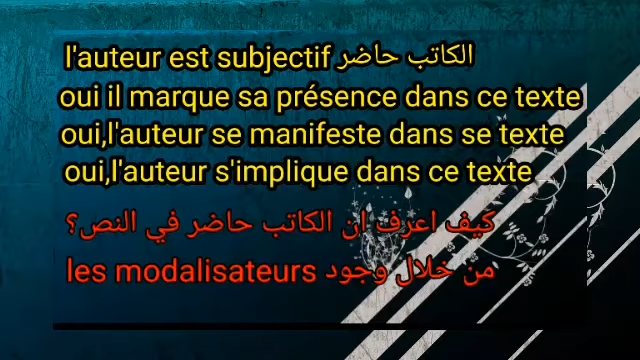 l'auteur est subjectif الكاتب حاضر
oui il marque sa présence dans ce texte
oui,l'auteur se manifeste dans se texte
oui,l'auteur s'implique dans ce texte
كيف اعرف ان الكاتب حاضر في النص؟
من خلال وجود les modalisateurs